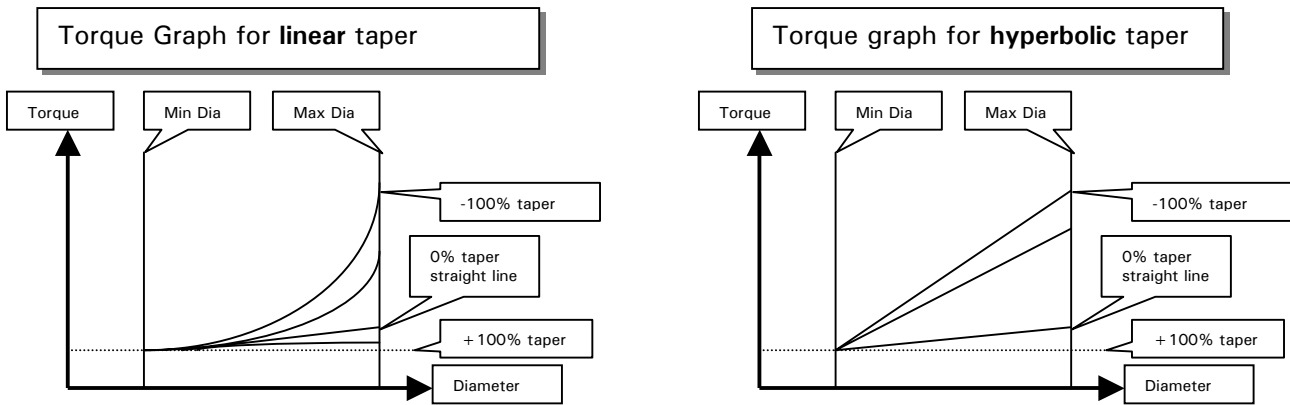 Torque Graph for linear taper
Torque
Min Dia
Max Dia
-100% taper
0% taper
straight line
+100% taper
Diameter
Torque graph for hyperbolic taper
Torque
Min Dia
Max Dia
-100% taper
0% taper
straight line
+100% taper
Diameter